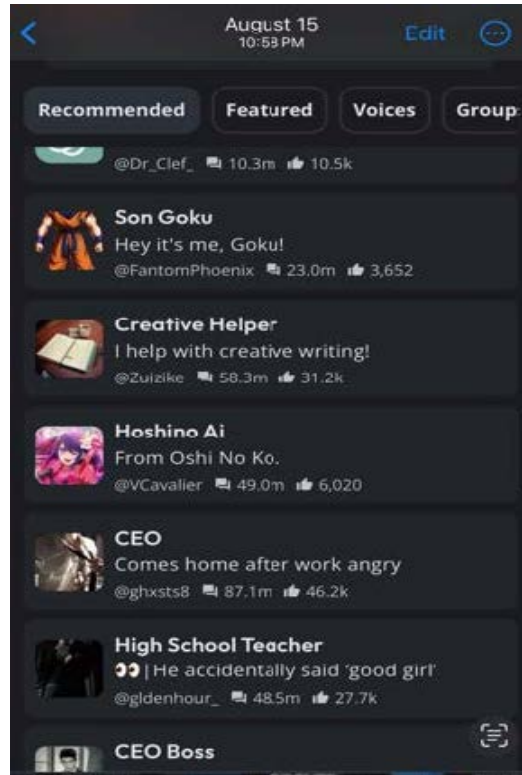 August 15
10:53 PM
Edit
Recommended
Featured
Voices
Group
@Dr_Clef_ 10.3m 10.5k
Son Goku
Hey it's me, Goku!
@FantomPhoenix 23.0m 3,652
Creative Helper
I help with creative writing!
@Zuizike 58.3m 31.2k
Hoshino Ai
From Oshi No Ko.
@VCavalier 49.0m 6,020
CEO
Comes home after work angry
@ghxsts8 87.1m 46.2k
High School Teacher
👀|He accidentally said 'good girl'
@gldenhour_ 48.5m 27.7k
CEO Boss